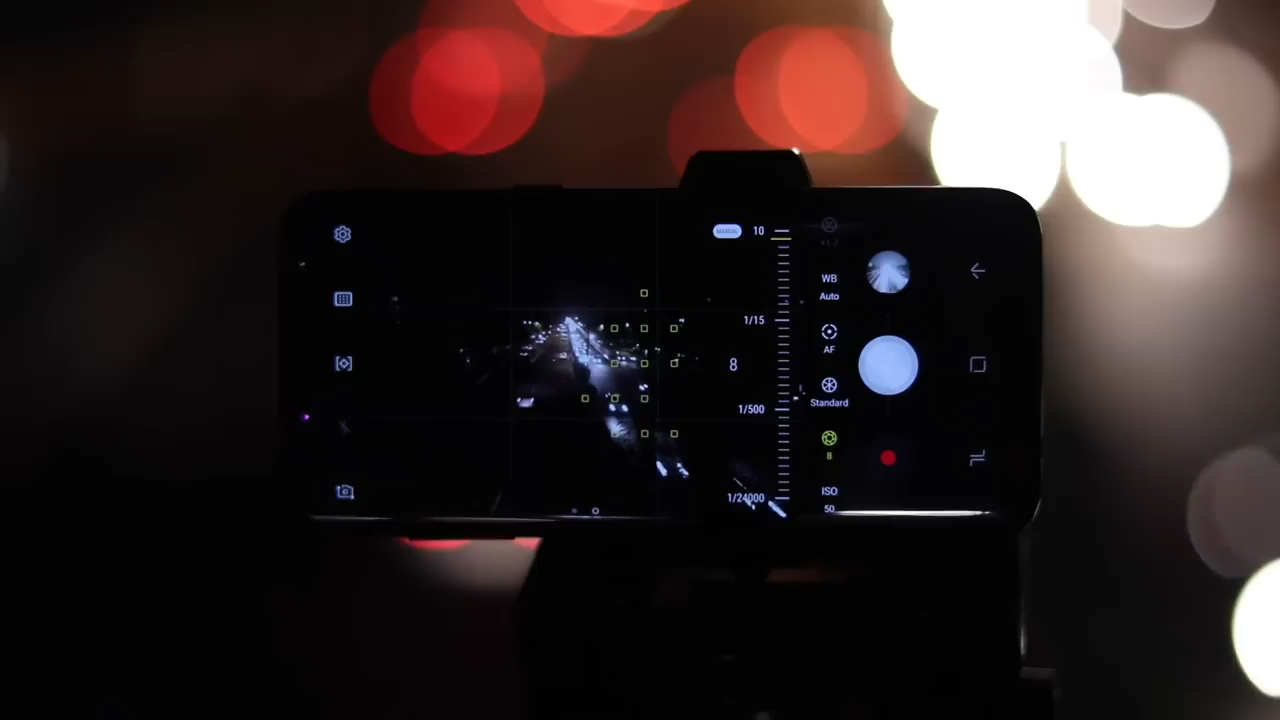 MANUAL
10
1/15
8
1/500
1/24000
WB
Auto
AF
Standard
8
ISO
50